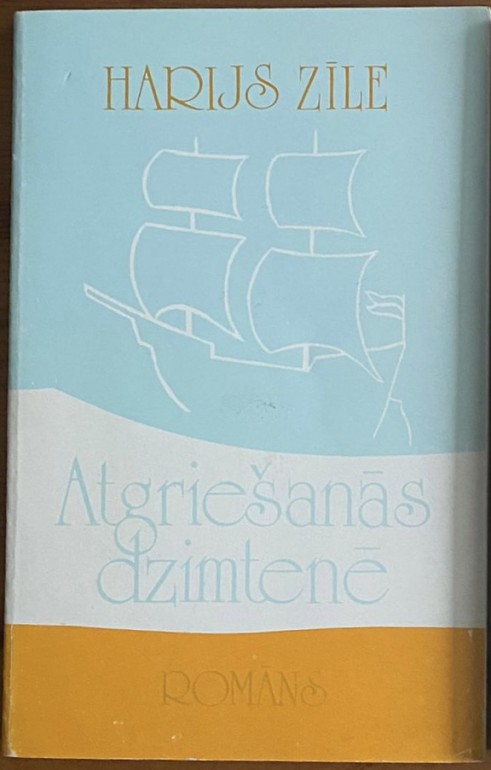 HARIJS ZĪLE
Atgriešanās
dzimtenē
ROMĀNS